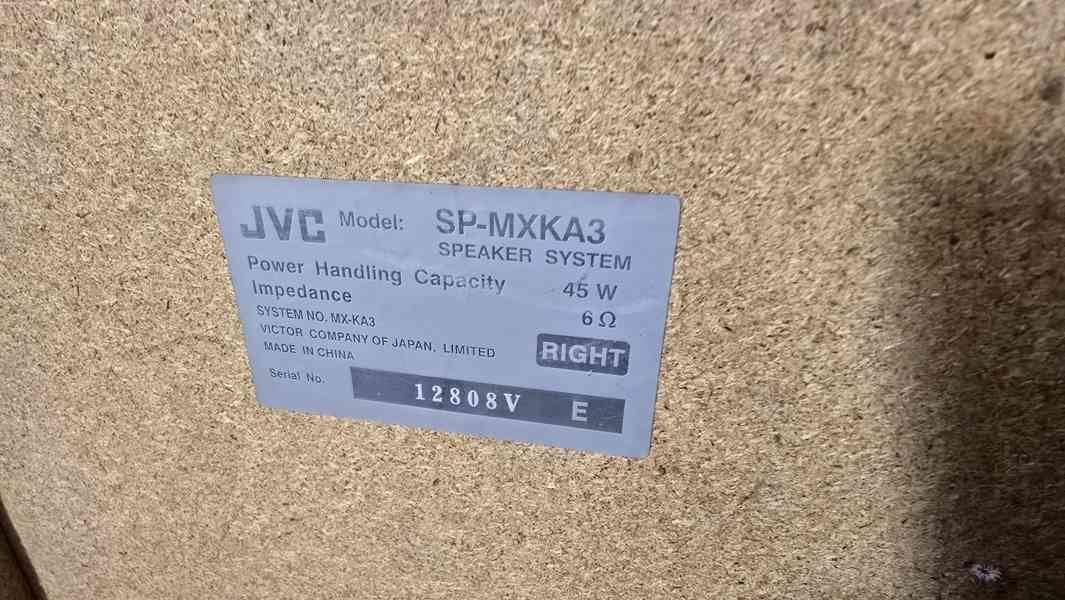 JVC Model: SP-MXKA3
SPEAKER SYSTEM
Power Handling Capacity 45 W
Impedance 6 Ω
SYSTEM NO. MX-KA3
VICTOR COMPANY OF JAPAN, LIMITED
MADE IN CHINA
RIGHT
Serial No. 12808V E